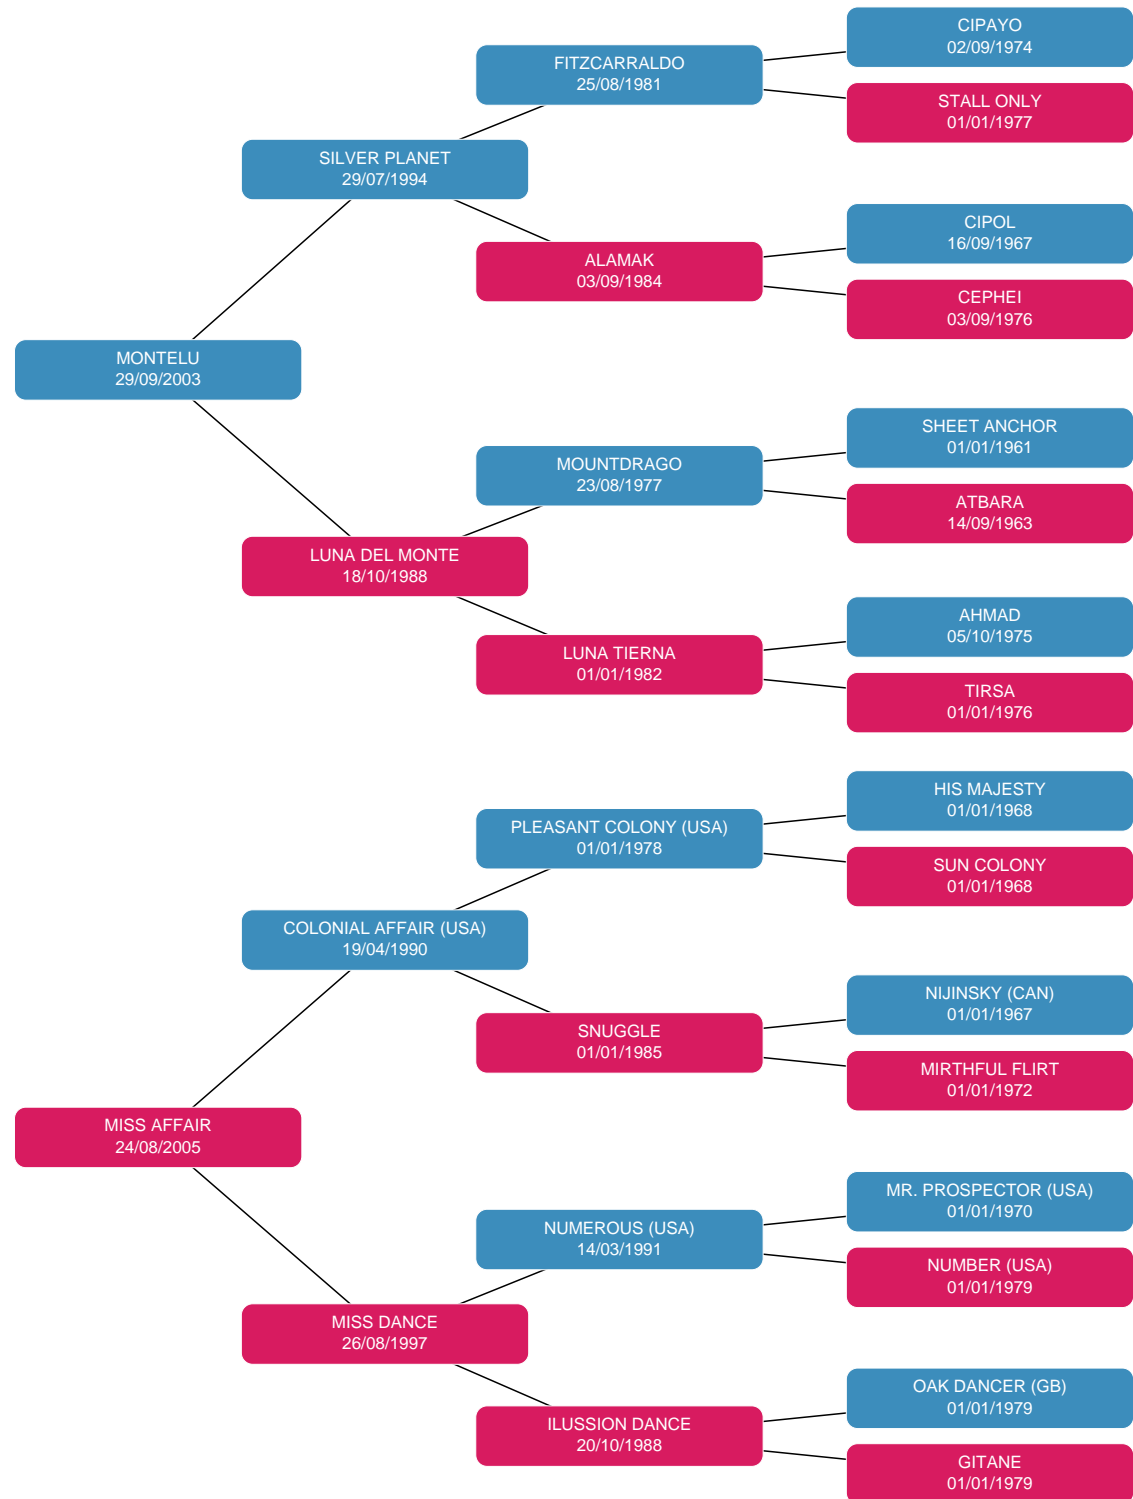 CIPAYO
02/09/1974
FITZCARRALDO
25/08/1981
STALL ONLY
01/01/1977
SILVER PLANET
29/07/1994
CIPOL
16/09/1967
ALAMAK
03/09/1984
CEPHEI
03/09/1976
MONTELU
29/09/2003
SHEET ANCHOR
01/01/1961
MOUNTDRAGO
23/08/1977
ATBARA
14/09/1963
LUNA DEL MONTE
18/10/1988
AHMAD
05/10/1975
LUNA TIERNA
01/01/1982
TIRSA
01/01/1976
HIS MAJESTY
01/01/1968
PLEASANT COLONY (USA)
01/01/1978
SUN COLONY
01/01/1968
COLONIAL AFFAIR (USA)
19/04/1990
NIJINSKY (CAN)
01/01/1967
SNUGGLE
01/01/1985
MIRTHFUL FLIRT
01/01/1972
MISS AFFAIR
24/08/2005
MR. PROSPECTOR (USA)
01/01/1970
NUMEROUS (USA)
14/03/1991
NUMBER (USA)
01/01/1979
MISS DANCE
26/08/1997
OAK DANCER (GB)
01/01/1979
ILUSSION DANCE
20/10/1988
GITANE
01/01/1979